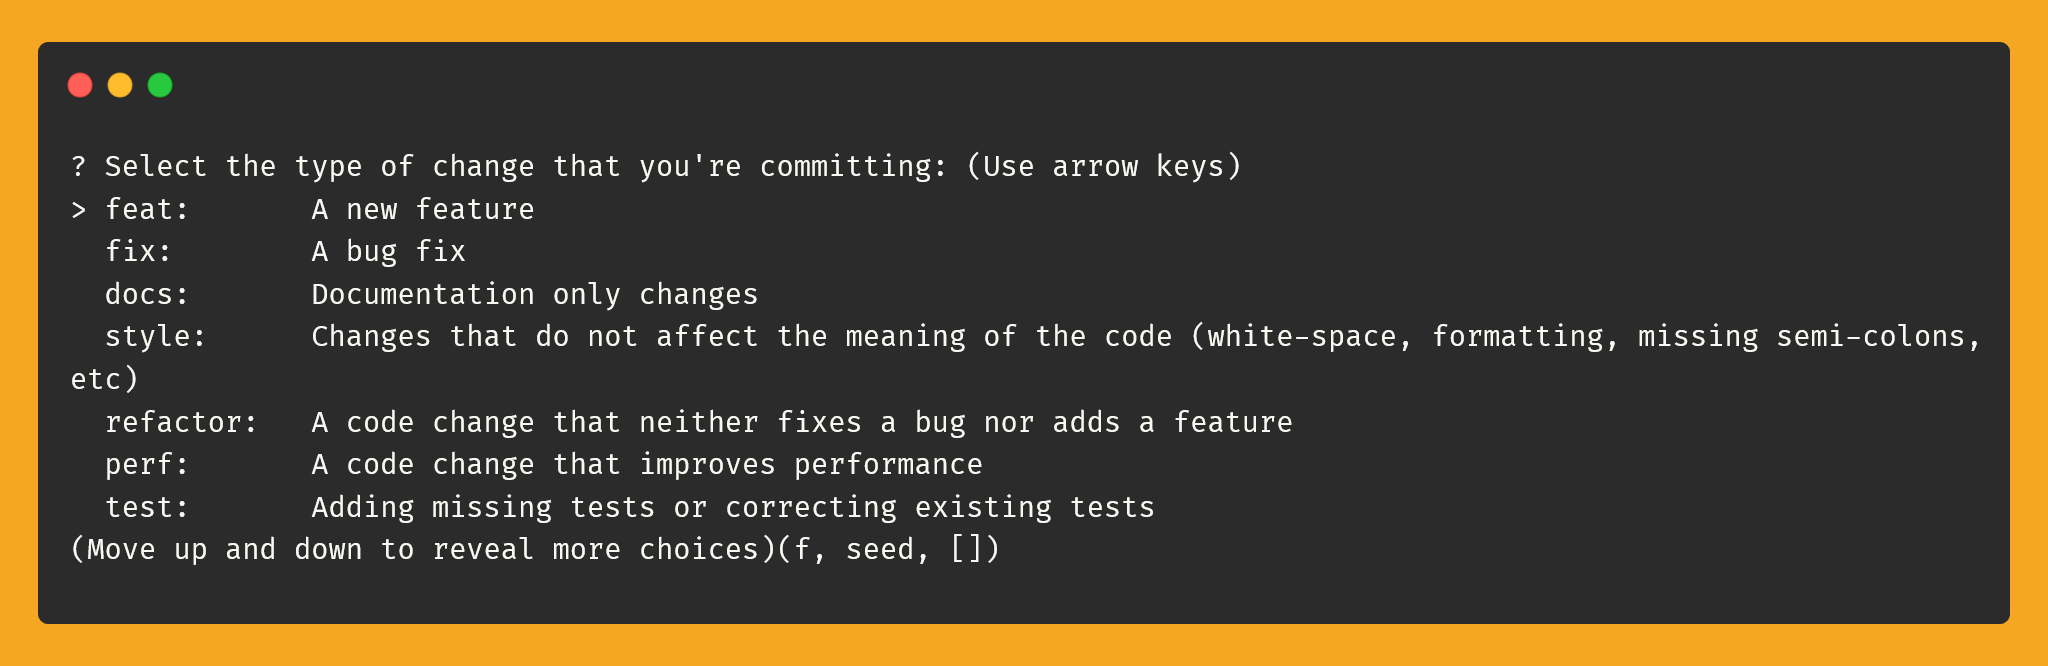 ? Select the type of change that you're committing: (Use arrow keys)
> feat:       A new feature
  fix:        A bug fix
  docs:       Documentation only changes
  style:      Changes that do not affect the meaning of the code (white-space, formatting, missing semi-colons,
etc)
  refactor:   A code change that neither fixes a bug nor adds a feature
  perf:       A code change that improves performance
  test:       Adding missing tests or correcting existing tests
(Move up and down to reveal more choices)(f, seed, [])